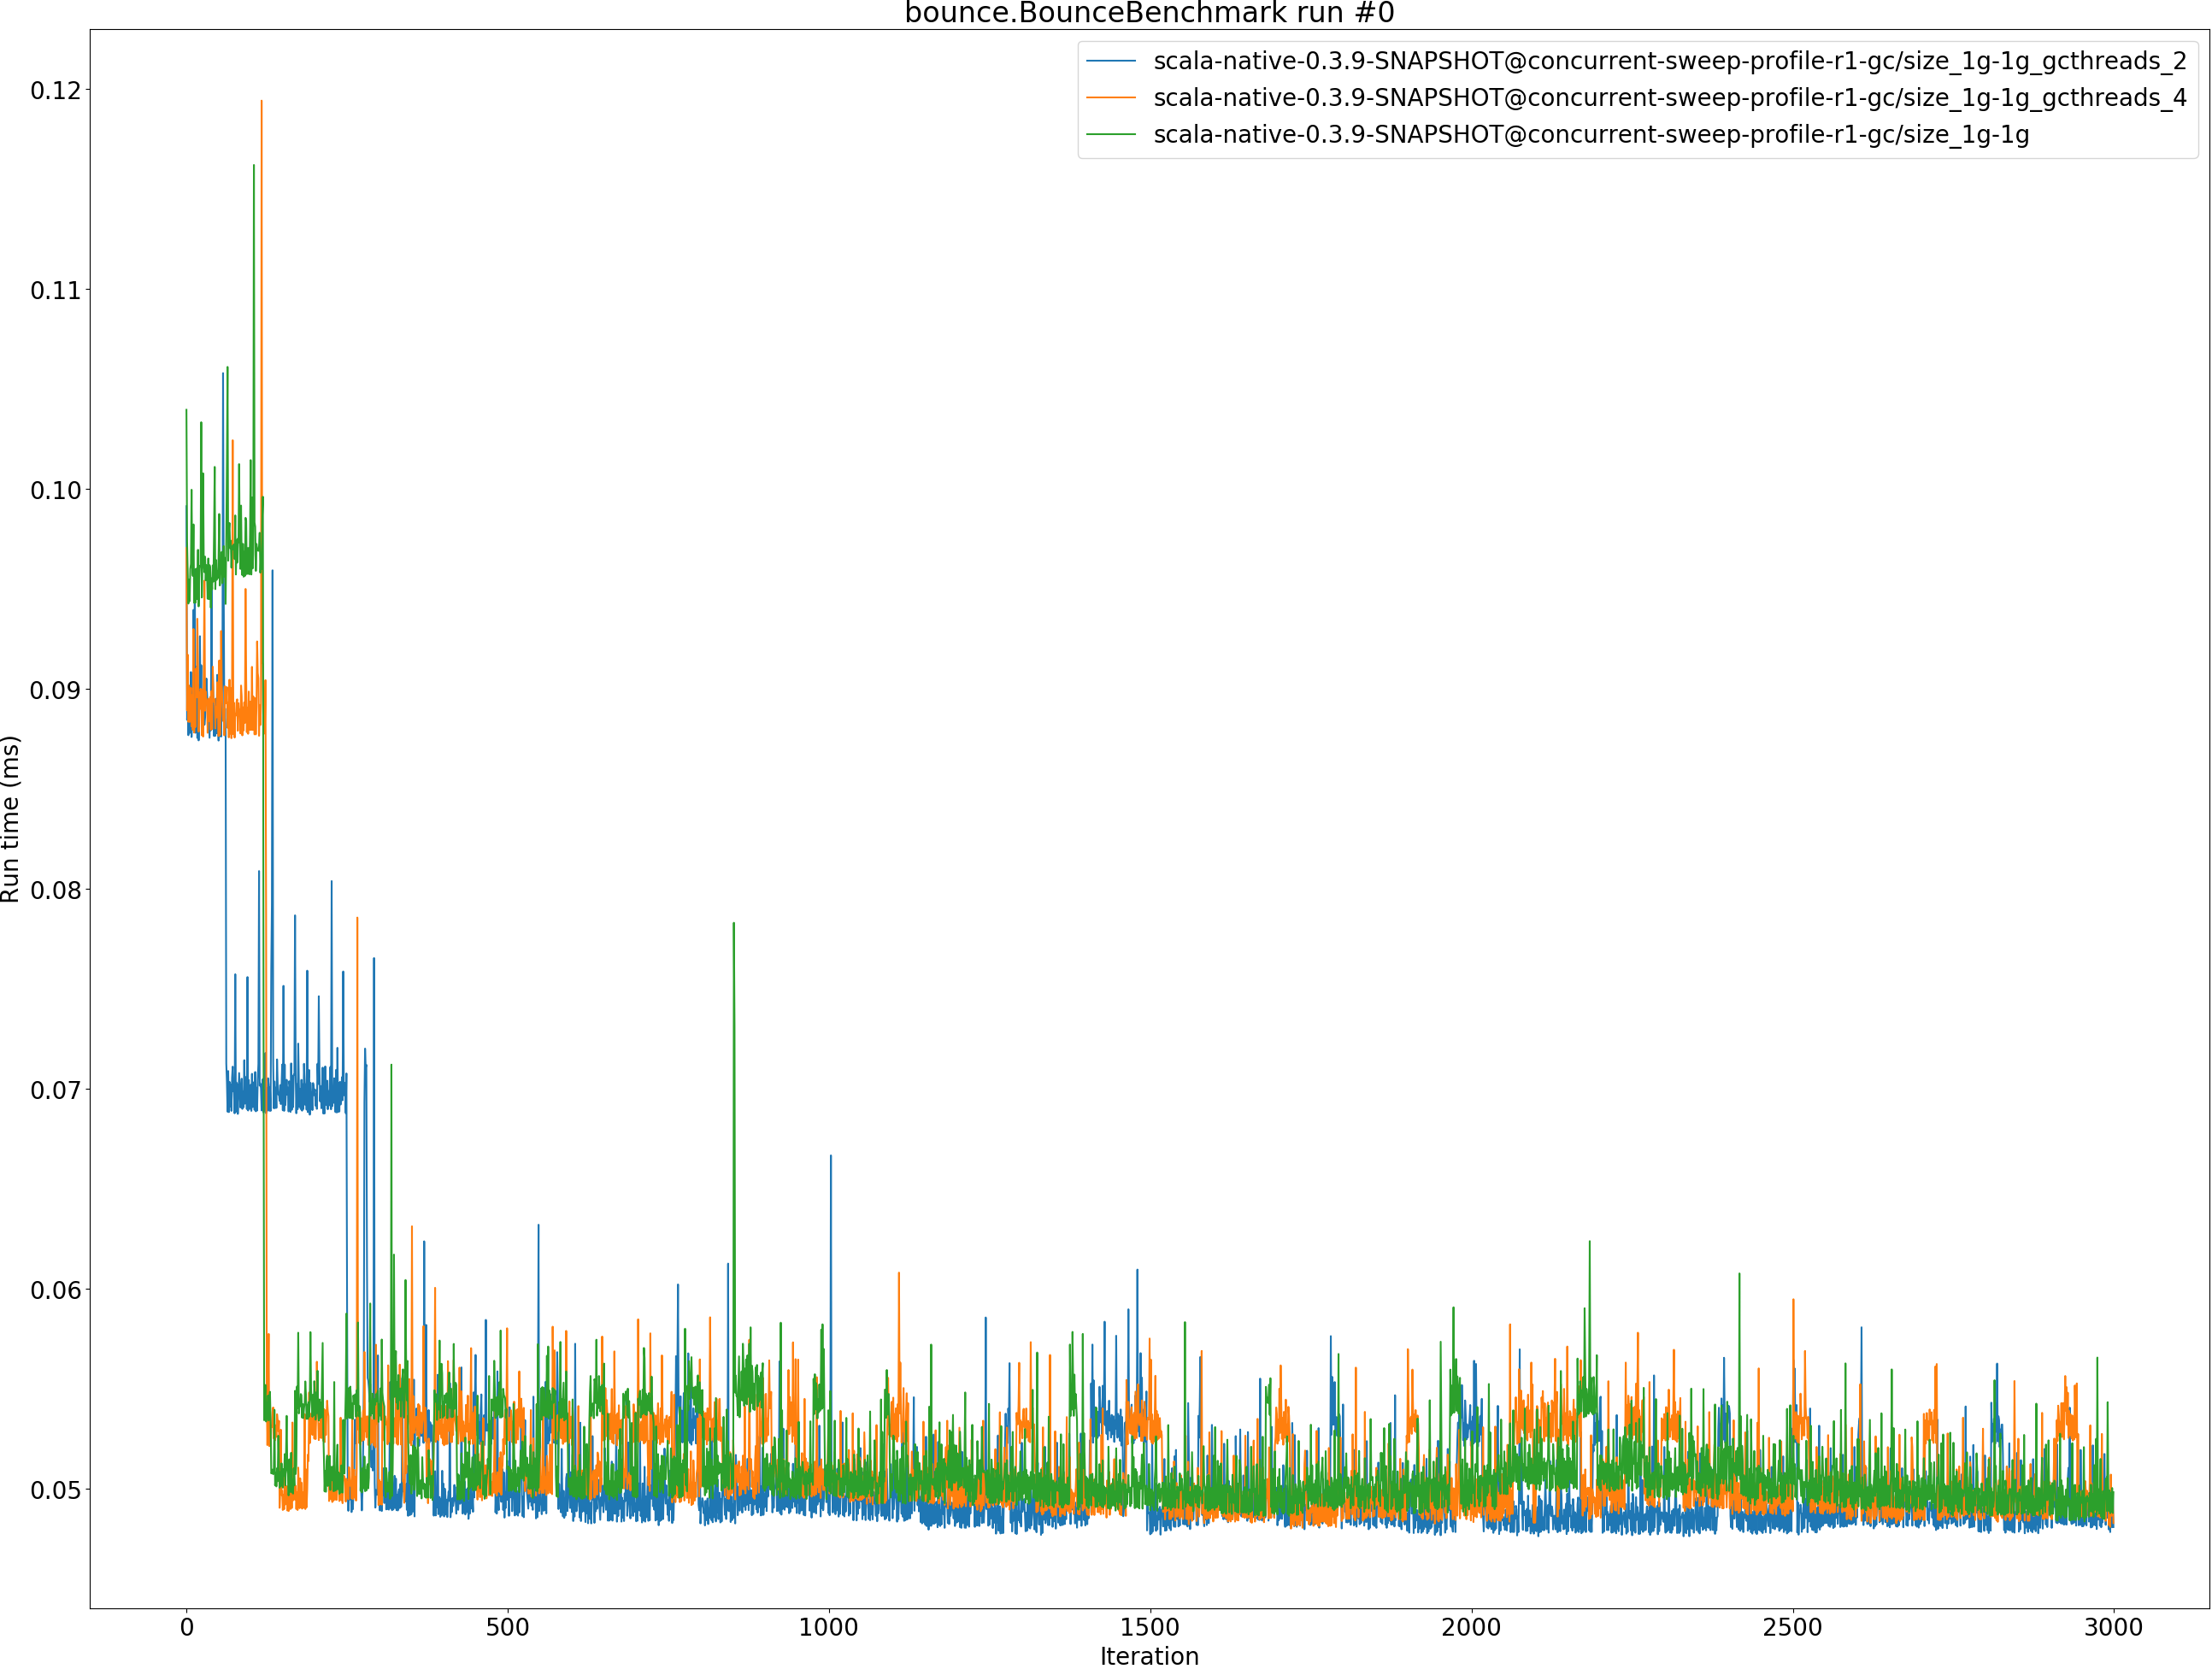 bounce.BounceBenchmark run #0
scala-native-0.3.9-SNAPSHOT@concurrent-sweep-profile-r1-gc/size_1g-1g_gcthreads_2
scala-native-0.3.9-SNAPSHOT@concurrent-sweep-profile-r1-gc/size_1g-1g_gcthreads_4
scala-native-0.3.9-SNAPSHOT@concurrent-sweep-profile-r1-gc/size_1g-1g
0.12
0.11
0.10
0.09
0.08
0.07
0.06
0.05
Run time (ms)
0 500 1000 1500 2000 2500 3000
Iteration